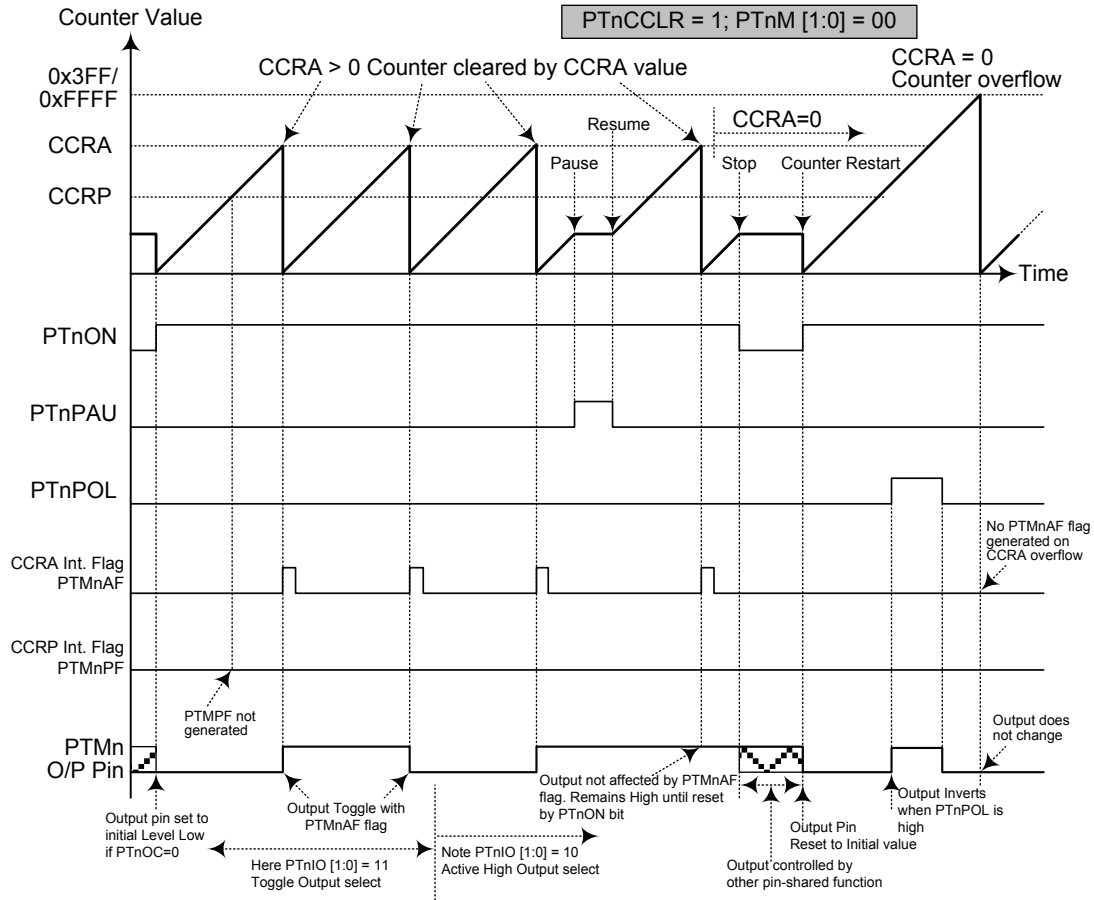 Counter Value
PTnCCLR = 1; PTnM [1:0] = 00
0x3FF/
0xFFFF
CCRA > 0 Counter cleared by CCRA value
CCRA = 0
Counter overflow
CCRA=0
Resume
CCRA
Pause
Stop
Counter Restart
CCRP
Time
PTnON
PTnPAU
PTnPOL
No PTMnAF flag
generated on
CCRA overflow
CCRA Int. Flag
PTMnAF
CCRP Int. Flag
PTMnPF
PTMPF not
generated
Output does
not change
PTMn
O/P Pin
Output pin set to
initial Level Low
if PTnOC=0
Output Toggle with
PTMnAF flag
Output not affected by PTMnAF
flag. Remains High until reset
by PTnON bit
Output Inverts
when PTnPOL is
high
Output Pin
Reset to Initial value
Here PTnIO [1:0] = 11
Toggle Output select
Note PTnIO [1:0] = 10
Active High Output select
Output controlled by
other pin-shared function